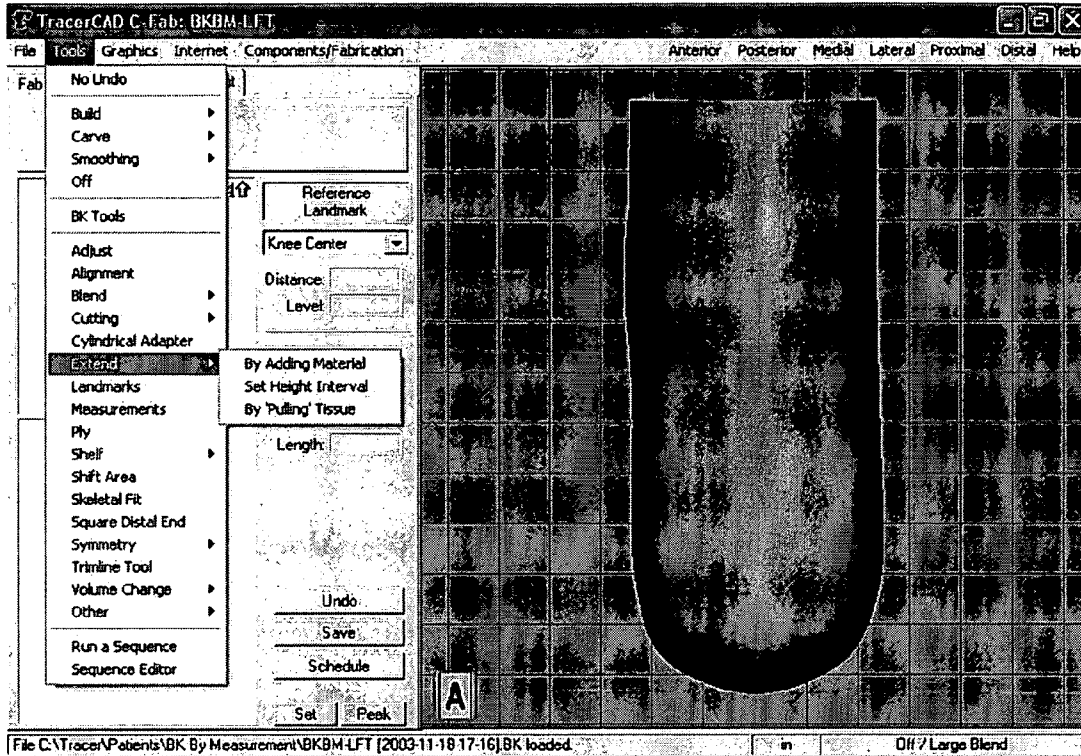 TracerCAD C-Fab: BKBM-LFT
File Tools Graphics Internet Components/Fabrication Anterior Posterior Medial Lateral Proximal Distal Help
Fab
No Undo
Build
Carve
Smoothing
Off
BK Tools
Adjust
Alignment
Blend
Cutting
Cylindrical Adapter
Extend
Landmarks
Measurements
Ply
Shelf
Shift Area
Skeletal Fit
Square Distal End
Symmetry
Trimline Tool
Volume Change
Other
Run a Sequence
Sequence Editor
By Adding Material
Set Height Interval
By 'Pulling' Tissue
Reference
Landmark
Knee Center
Distance:
Level
Length:
Undo
Save
Schedule
Set Peek
A
File C:\Tracer\Patients\BK By Measurement\BKBM-LFT [2003-11-18 17-16].BK loaded. in Off / Large Blend